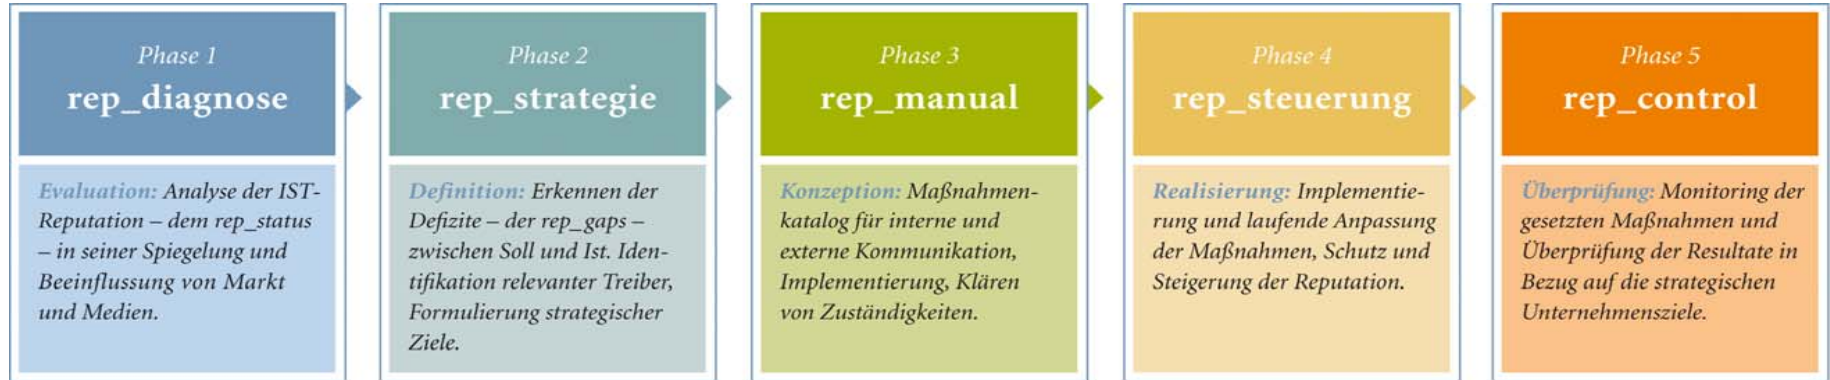 Phase 1
rep_diagnose
Evaluation: Analyse der IST-
Reputation – dem rep_status
– in seiner Spiegelung und
Beeinflussung von Markt
und Medien.
Phase 2
rep_strategie
Definition: Erkennen der
Defizite – der rep_gaps –
zwischen Soll und Ist. Iden-
tifikation relevanter Treiber,
Formulierung strategischer
Ziele.
Phase 3
rep_manual
Konzeption: Maßnahmen-
katalog für interne und
externe Kommunikation,
Implementierung, Klären
von Zuständigkeiten.
Phase 4
rep_steuerung
Realisierung: Implementie-
rung und laufende Anpassung
der Maßnahmen, Schutz und
Steigerung der Reputation.
Phase 5
rep_control
Überprüfung: Monitoring der
gesetzten Maßnahmen und
Überprüfung der Resultate in
Bezug auf die strategischen
Unternehmensziele.